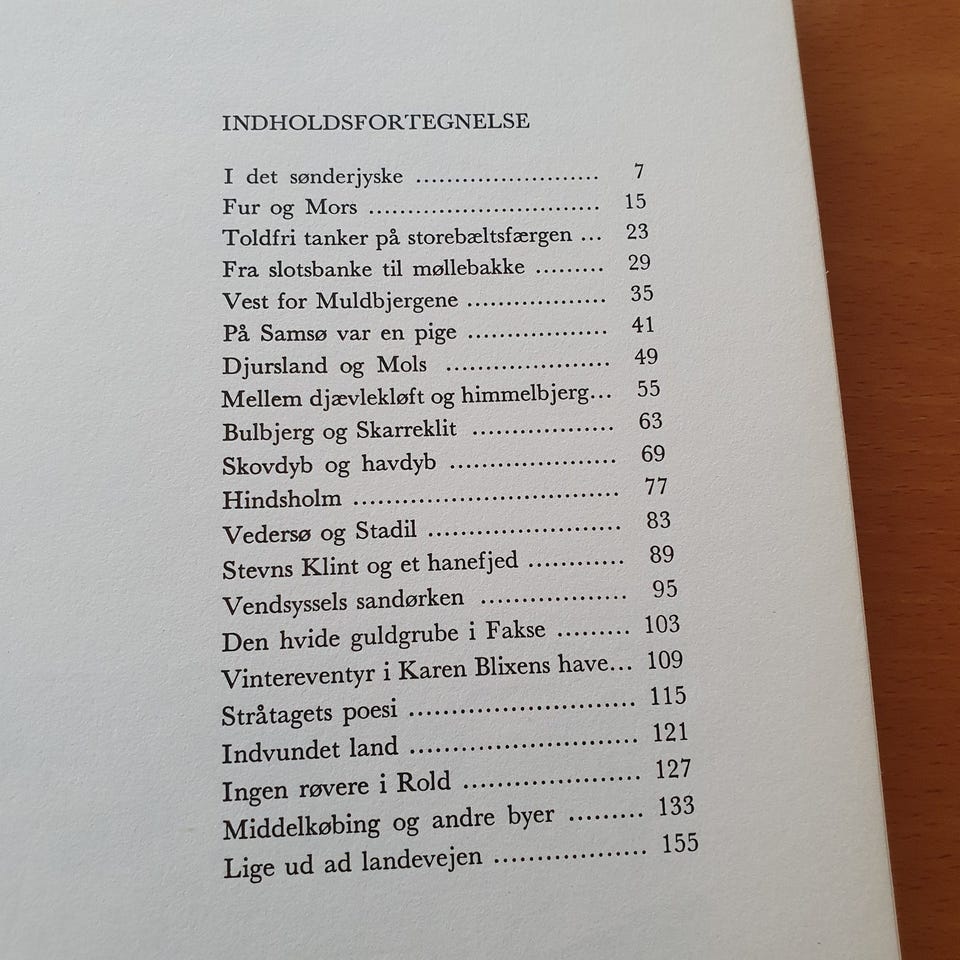 INDHOLDSFORTEGNELSE
I det sønderjyske ........................ 7
Fur og Mors .............................. 15
Toldfri tanker på storebæltsfærgen ... 23
Fra slotsbanke til møllebakke ......... 29
Vest for Muldbjergene .................. 35
På Samsø var en pige .................. 41
Djursland og Mols ..................... 49
Mellem djævlekløft og himmelbjerg... 55
Bulbjerg og Skarreklit ................... 63
Skovdyb og havdyb ...................... 69
Hindsholm ................................... 77
Vedersø og Stadil ......................... 83
Stevns Klint og et hanefjed ............. 89
Vendsyssels sandørken ................... 95
Den hvide guldgrube i Fakse ......... 103
Vintereventyr i Karen Blixens have... 109
Stråtagets poesi .............................. 115
Indvundet land .............................. 121
Ingen røvere i Rold ....................... 127
Middelkøbing og andre byer ......... 133
Lige ud ad landevejen .................... 155